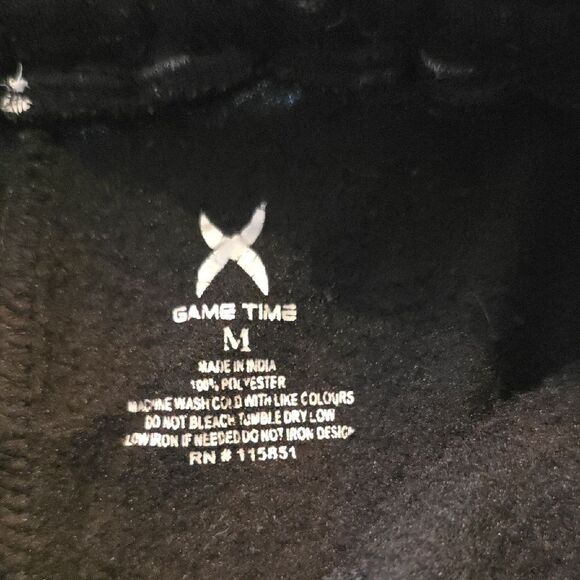 GAME TIME
M
MADE IN INDIA
100% POLYESTER
MACHINE WASH COLD WITH LIKE COLOURS
DO NOT BLEACH TUMBLE DRY LOW
LOW IRON IF NEEDED DO NOT IRON DESIGN
RN # 115851